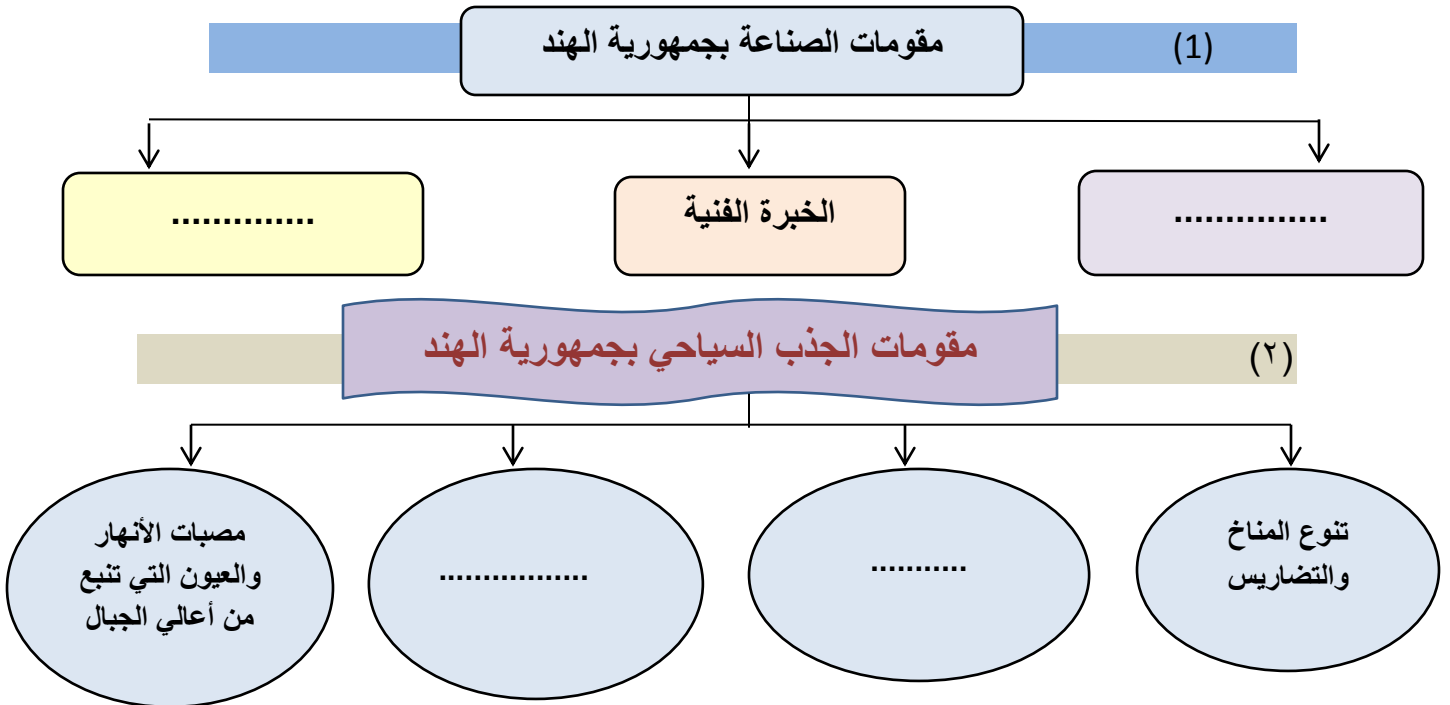 (1)
مقومات الصناعة بجمهورية الهند
...............
الخبرة الفنية
..............
(٢)
مقومات الجذب السياحي بجمهورية الهند
تنوع المناخ
والتضاريس
...........
.................
مصبات الأنهار
والعيون التي تنبع
من أعالي الجبال